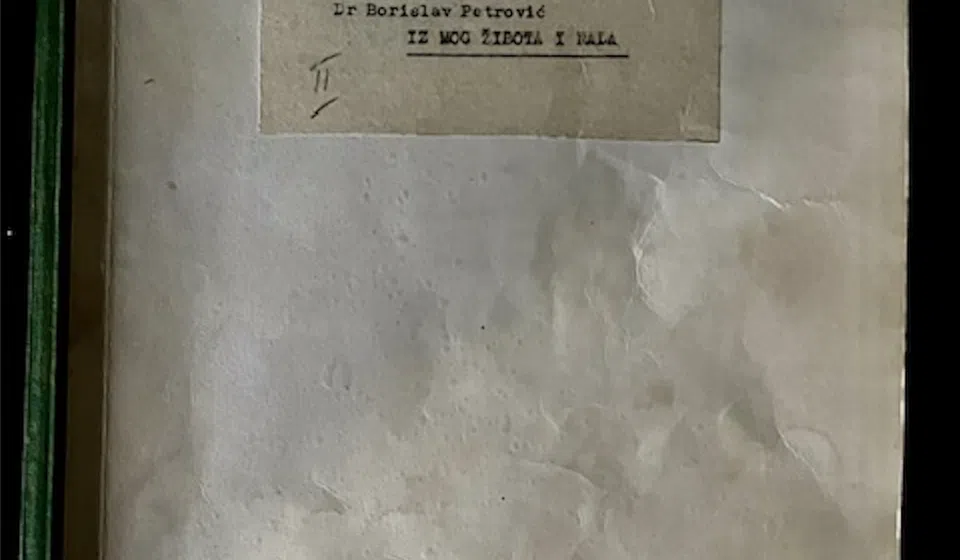 Dr Borislav Petrović
IZ MOG ŽIVOTA I RADA
II